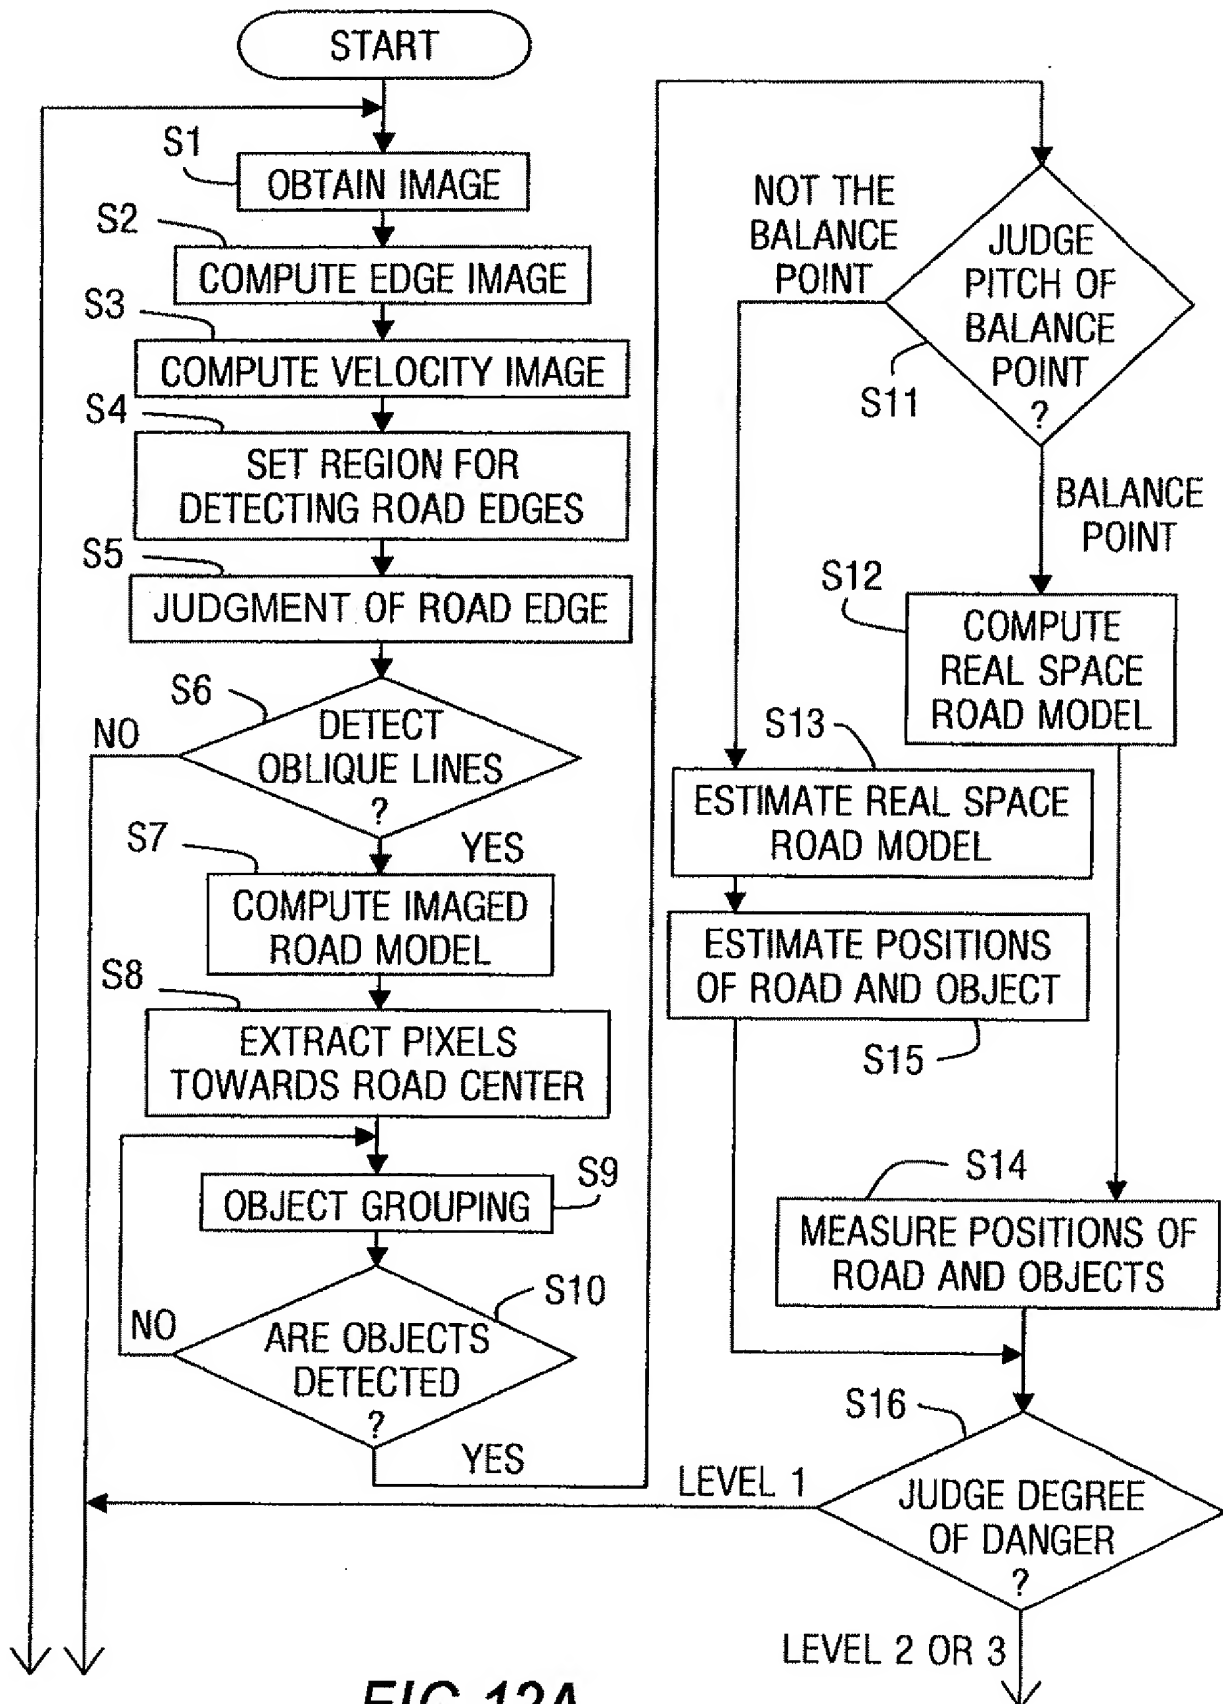 START
S1
OBTAIN IMAGE
S2
COMPUTE EDGE IMAGE
S3
COMPUTE VELOCITY IMAGE
S4
SET REGION FOR
DETECTING ROAD EDGES
S5
JUDGMENT OF ROAD EDGE
S6
NO
DETECT
OBLIQUE LINES
?
YES
S7
COMPUTE IMAGED
ROAD MODEL
S8
EXTRACT PIXELS
TOWARDS ROAD CENTER
S9
OBJECT GROUPING
S10
NO
ARE OBJECTS
DETECTED
?
YES
NOT THE
BALANCE
POINT
JUDGE
PITCH OF
BALANCE
POINT
?
S11
BALANCE
POINT
S12
COMPUTE
REAL SPACE
ROAD MODEL
S13
ESTIMATE REAL SPACE
ROAD MODEL
ESTIMATE POSITIONS
OF ROAD AND OBJECT
S15
S14
MEASURE POSITIONS OF
ROAD AND OBJECTS
S16
LEVEL 1
JUDGE DEGREE
OF DANGER
?
LEVEL 2 OR 3
FIG. 12A